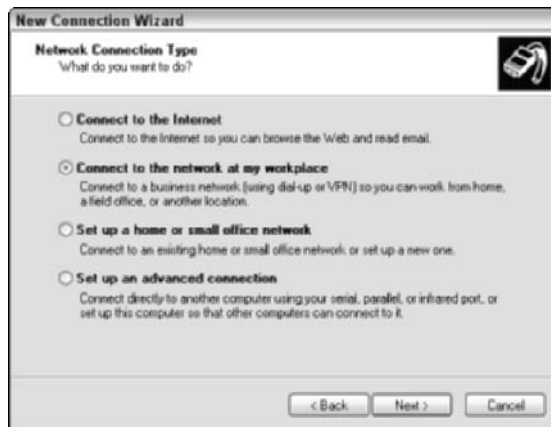 New Connection Wizard
Network Connection Type
What do you want to do?
Connect to the Internet
Connect to the Internet so you can browse the Web and read email.
Connect to the network at my workplace
Connect to a business network (using dial-up or VPN) so you can work from home,
a field office, or another location.
Set up a home or small office network
Connect to an existing home or small office network or set up a new one.
Set up an advanced connection
Connect directly to another computer using your serial, parallel, or infrared port, or
set up this computer so that other computers can connect to it.
< Back Next > Cancel